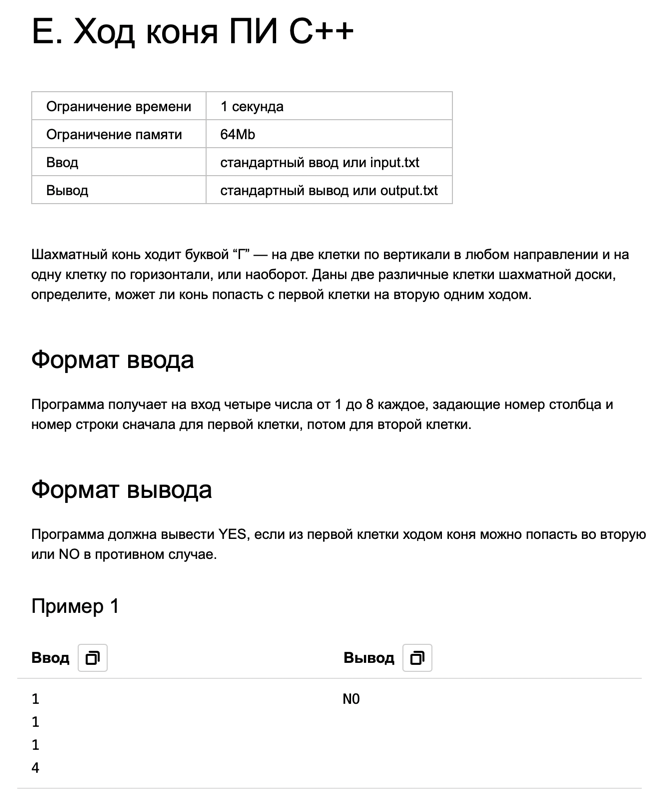 E. Ход коня ПИ C++
Ограничение времени 1 секунда
Ограничение памяти 64Mb
Ввод стандартный ввод или input.txt
Вывод стандартный вывод или output.txt
Шахматный конь ходит буквой “Г” — на две клетки по вертикали в любом направлении и на
одну клетку по горизонтали, или наоборот. Даны две различные клетки шахматной доски,
определите, может ли конь попасть с первой клетки на вторую одним ходом.
Формат ввода
Программа получает на вход четыре числа от 1 до 8 каждое, задающие номер столбца и
номер строки сначала для первой клетки, потом для второй клетки.
Формат вывода
Программа должна вывести YES, если из первой клетки ходом коня можно попасть во вторую
или NO в противном случае.
Пример 1
Ввод Вывод
1 NO
1
1
4